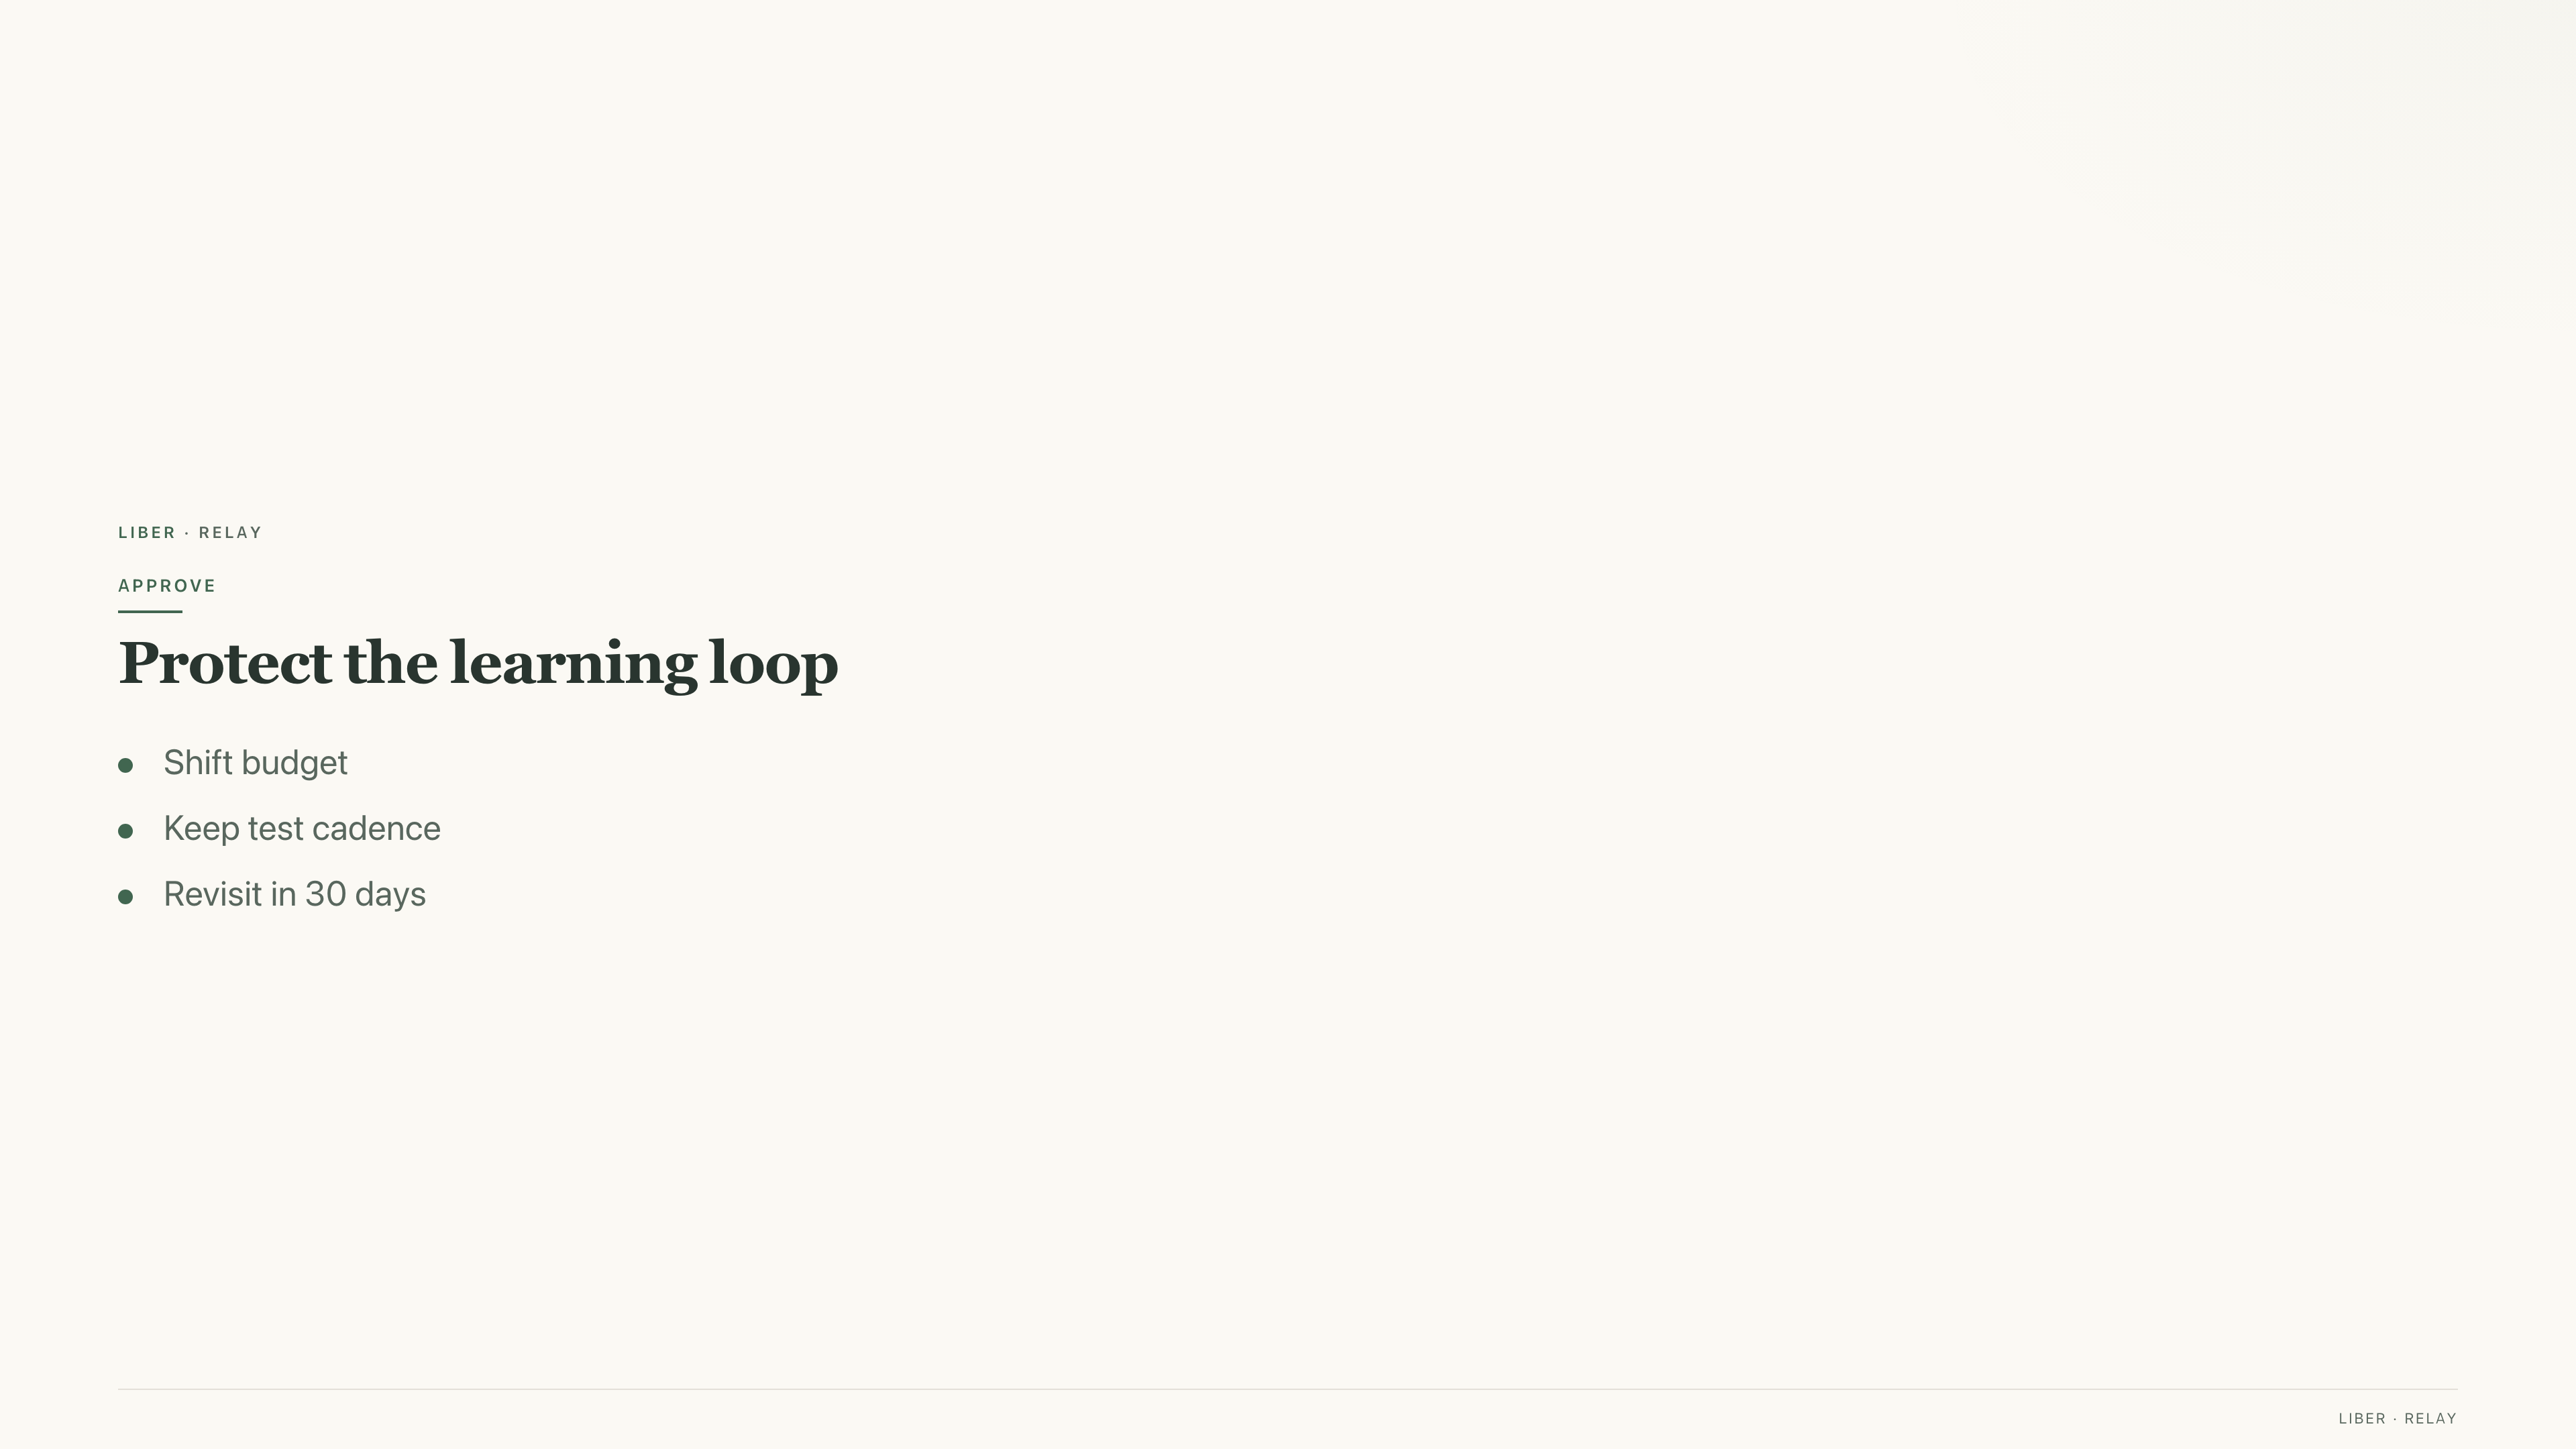 LIBER · RELAY
APPROVE
Protect the learning loop
Shift budget
Keep test cadence
Revisit in 30 days
LIBER · RELAY